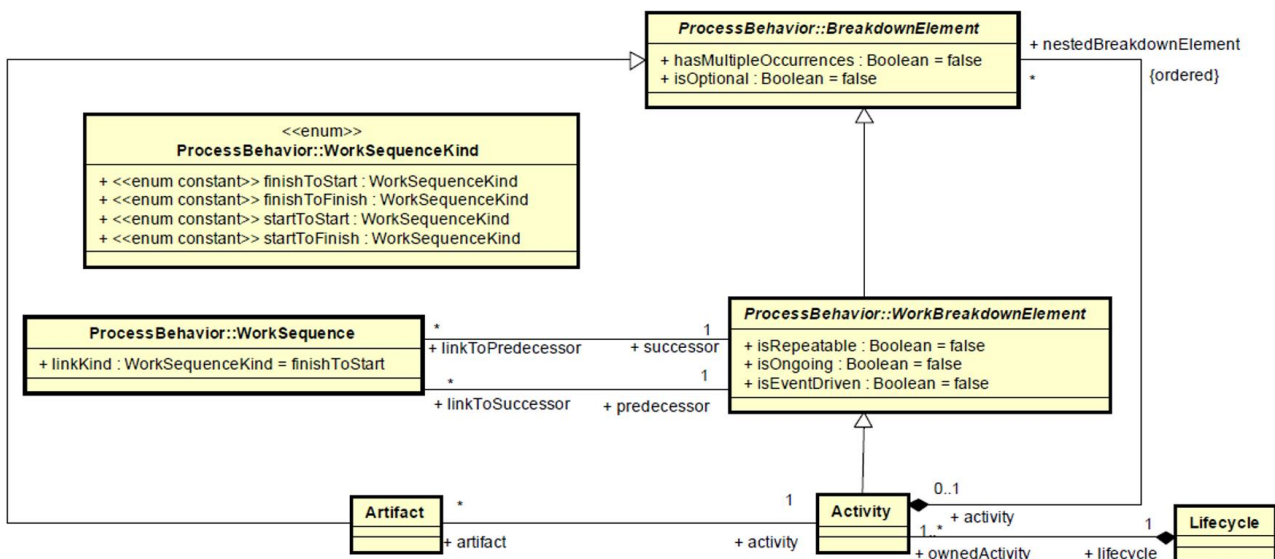 ProcessBehavior::BreakdownElement
+ hasMultipleOccurrences : Boolean = false
+ isOptional : Boolean = false
+ nestedBreakdownElement
*
{ordered}
<<enum>>
ProcessBehavior::WorkSequenceKind
+ <<enum constant>> finishToStart : WorkSequenceKind
+ <<enum constant>> finishToFinish : WorkSequenceKind
+ <<enum constant>> startToStart : WorkSequenceKind
+ <<enum constant>> startToFinish : WorkSequenceKind
ProcessBehavior::WorkSequence
+ linkKind : WorkSequenceKind = finishToStart
*
+ linkToPredecessor
1
+ successor
*
+ linkToSuccessor
1
+ predecessor
ProcessBehavior::WorkBreakdownElement
+ isRepeatable : Boolean = false
+ isOngoing : Boolean = false
+ isEventDriven : Boolean = false
Artifact
*
+ artifact
1
+ activity
Activity
0..1
+ activity
1..*
+ ownedActivity
1
+ lifecycle
Lifecycle